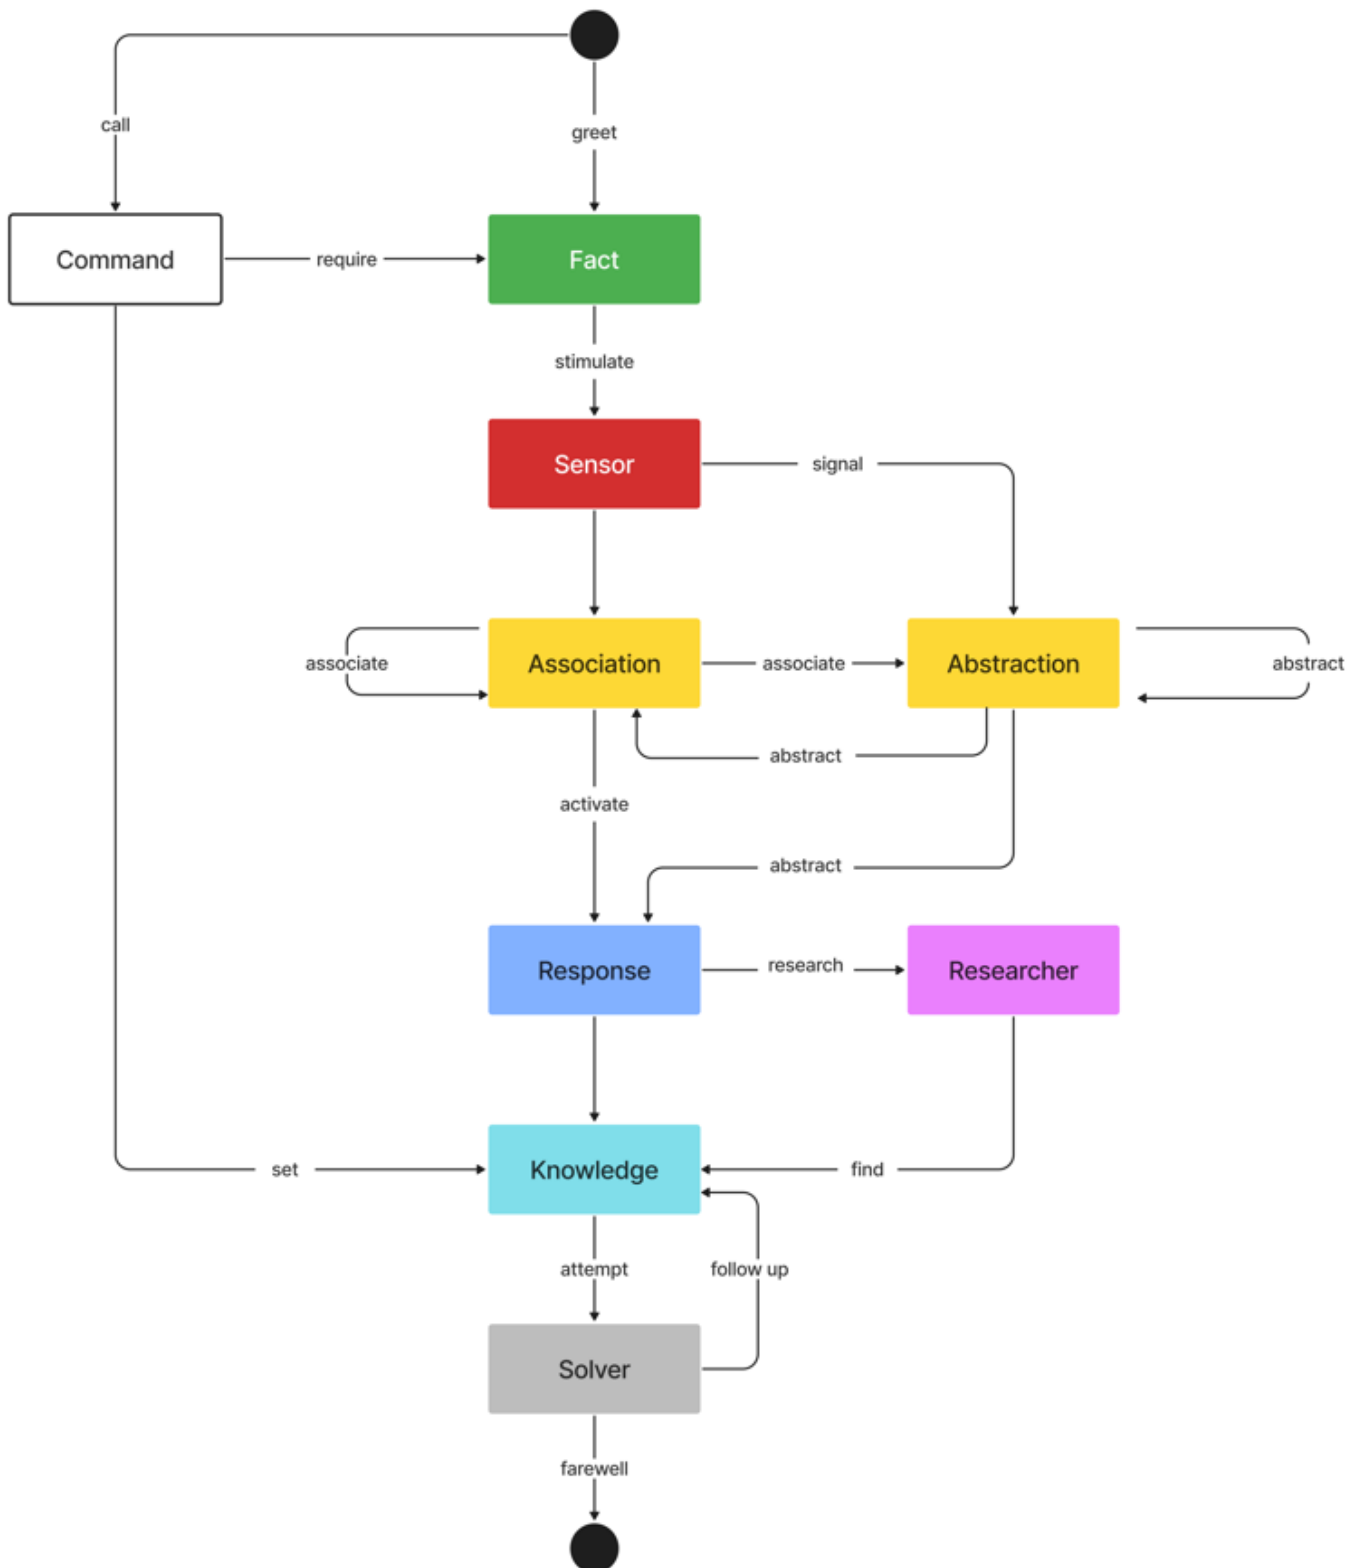 call
greet
Command
require
Fact
stimulate
Sensor
signal
associate
Association
associate
Abstraction
abstract
abstract
activate
abstract
Response
research
Researcher
set
Knowledge
find
attempt
follow up
Solver
farewell